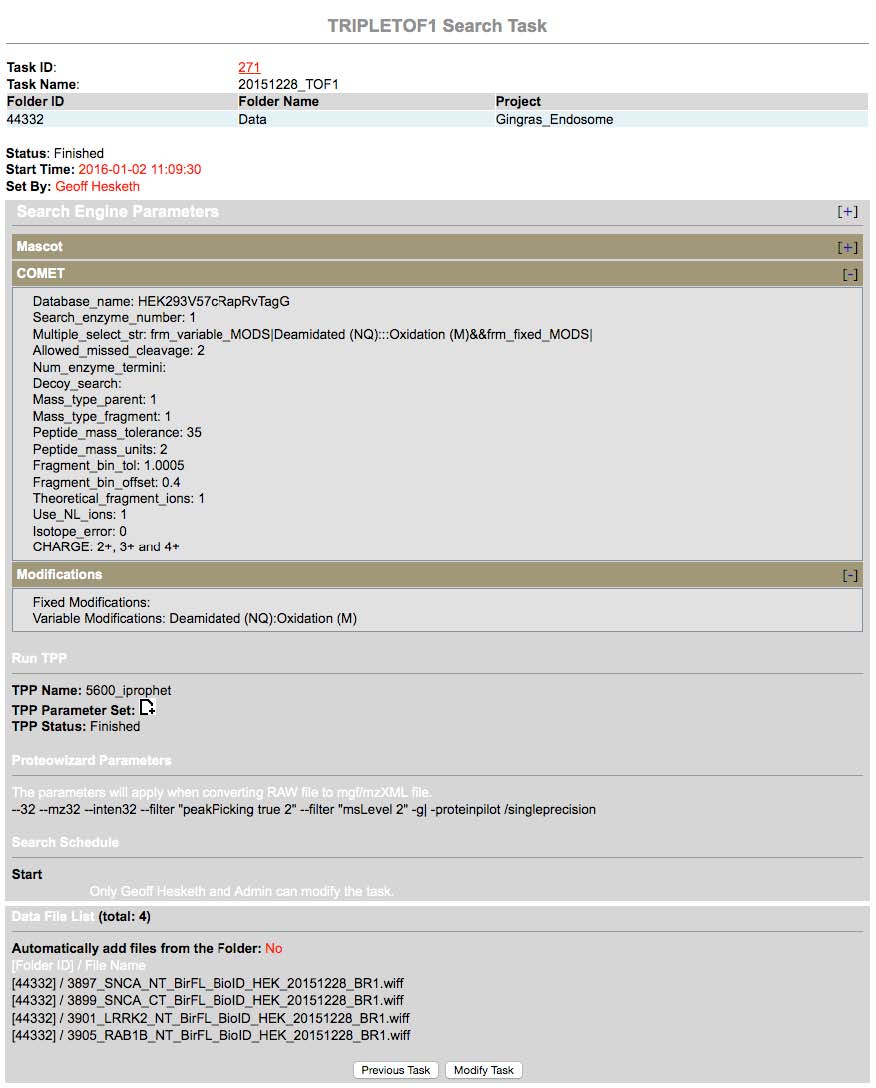 TRIPLETOF1 Search Task
Task ID: 271
Task Name: 20151228_TOF1
Folder ID Folder Name Project
44332 Data Gingras_Endosome
Status: Finished
Start Time: 2016-01-02 11:09:30
Set By: Geoff Hesketh
Search Engine Parameters [+]
Mascot [+]
COMET [-]
Database_name: HEK293V57cRapRvTagG
Search_enzyme_number: 1
Multiple_select_str: frm_variable_MODS|Deamidated (NQ):::Oxidation (M)&&frm_fixed_MODS|
Allowed_missed_cleavage: 2
Num_enzyme_termini:
Decoy_search:
Mass_type_parent: 1
Mass_type_fragment: 1
Peptide_mass_tolerance: 35
Peptide_mass_units: 2
Fragment_bin_tol: 1.0005
Fragment_bin_offset: 0.4
Theoretical_fragment_ions: 1
Use_NL_ions: 1
Isotope_error: 0
CHARGE: 2+, 3+ and 4+
Modifications [-]
Fixed Modifications:
Variable Modifications: Deamidated (NQ):Oxidation (M)
Run TPP
TPP Name: 5600_iprophet
TPP Parameter Set:
TPP Status: Finished
Proteowizard Parameters
The parameters will apply when converting RAW file to mgf/mzXML file.
--32 --mz32 --inten32 --filter "peakPicking true 2" --filter "msLevel 2" -g| -proteinpilot /singleprecision
Search Schedule
Start
Only Geoff Hesketh and Admin can modify the task.
Data File List (total: 4)
Automatically add files from the Folder: No
[Folder ID] / File Name
[44332] / 3897_SNCA_NT_BirFL_BioID_HEK_20151228_BR1.wiff
[44332] / 3899_SNCA_CT_BirFL_BioID_HEK_20151228_BR1.wiff
[44332] / 3901_LRRK2_NT_BirFL_BioID_HEK_20151228_BR1.wiff
[44332] / 3905_RAB1B_NT_BirFL_BioID_HEK_20151228_BR1.wiff
Previous Task Modify Task